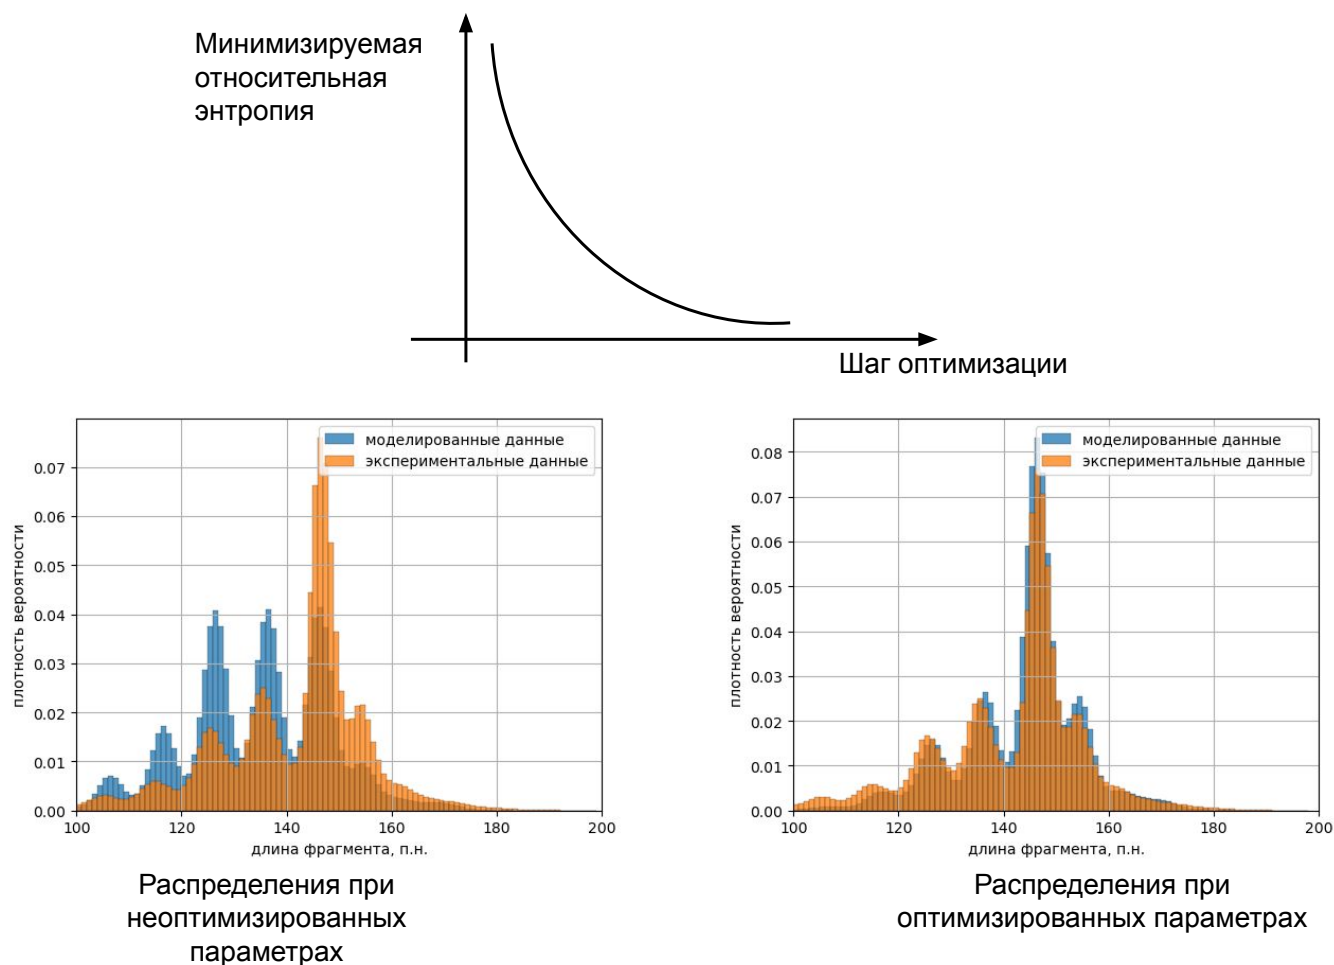 Минимизируемая
относительная
энтропия
Шаг оптимизации
моделированные данные
экспериментальные данные
плотность вероятности
0.07
0.06
0.05
0.04
0.03
0.02
0.01
0.00
100 120 140 160 180 200
длина фрагмента, п.н.
Распределения при
неоптимизированных
параметрах
моделированные данные
экспериментальные данные
плотность вероятности
0.08
0.07
0.06
0.05
0.04
0.03
0.02
0.01
0.00
100 120 140 160 180 200
длина фрагмента, п.н.
Распределения при
оптимизированных параметрах